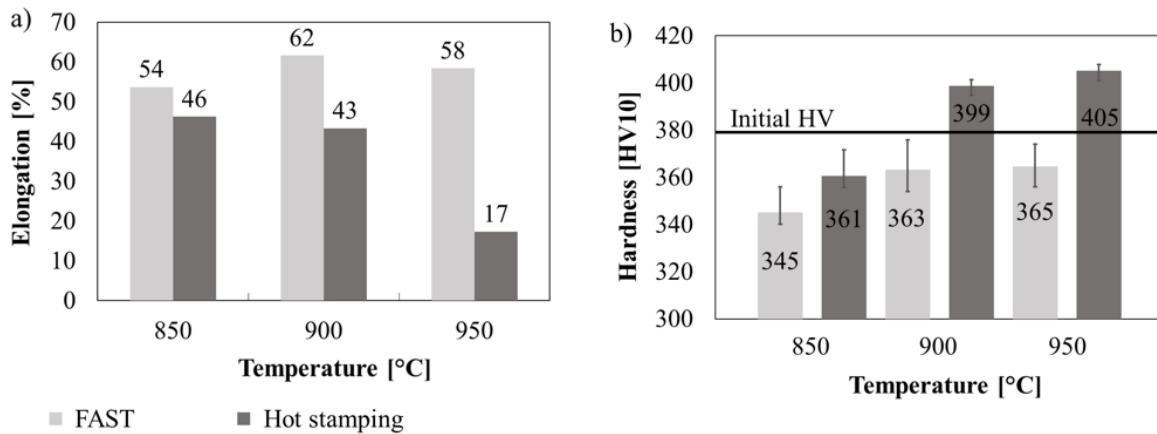 a)
70
60
50
40
30
20
10
0
Elongation [%]
54
46
62
43
58
17
850 900 950
Temperature [°C]
FAST Hot stamping
b)
420
400
380
360
340
320
300
Hardness [HV10]
Initial HV
345
361
363
399
365
405
850 900 950
Temperature [°C]